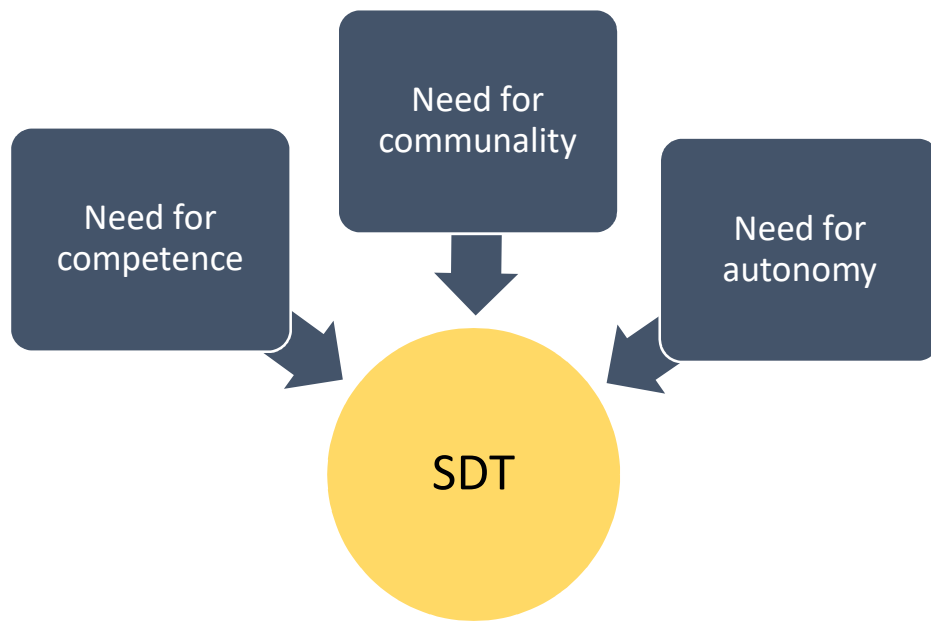 Need for
competence
Need for
communality
Need for
autonomy
SDT